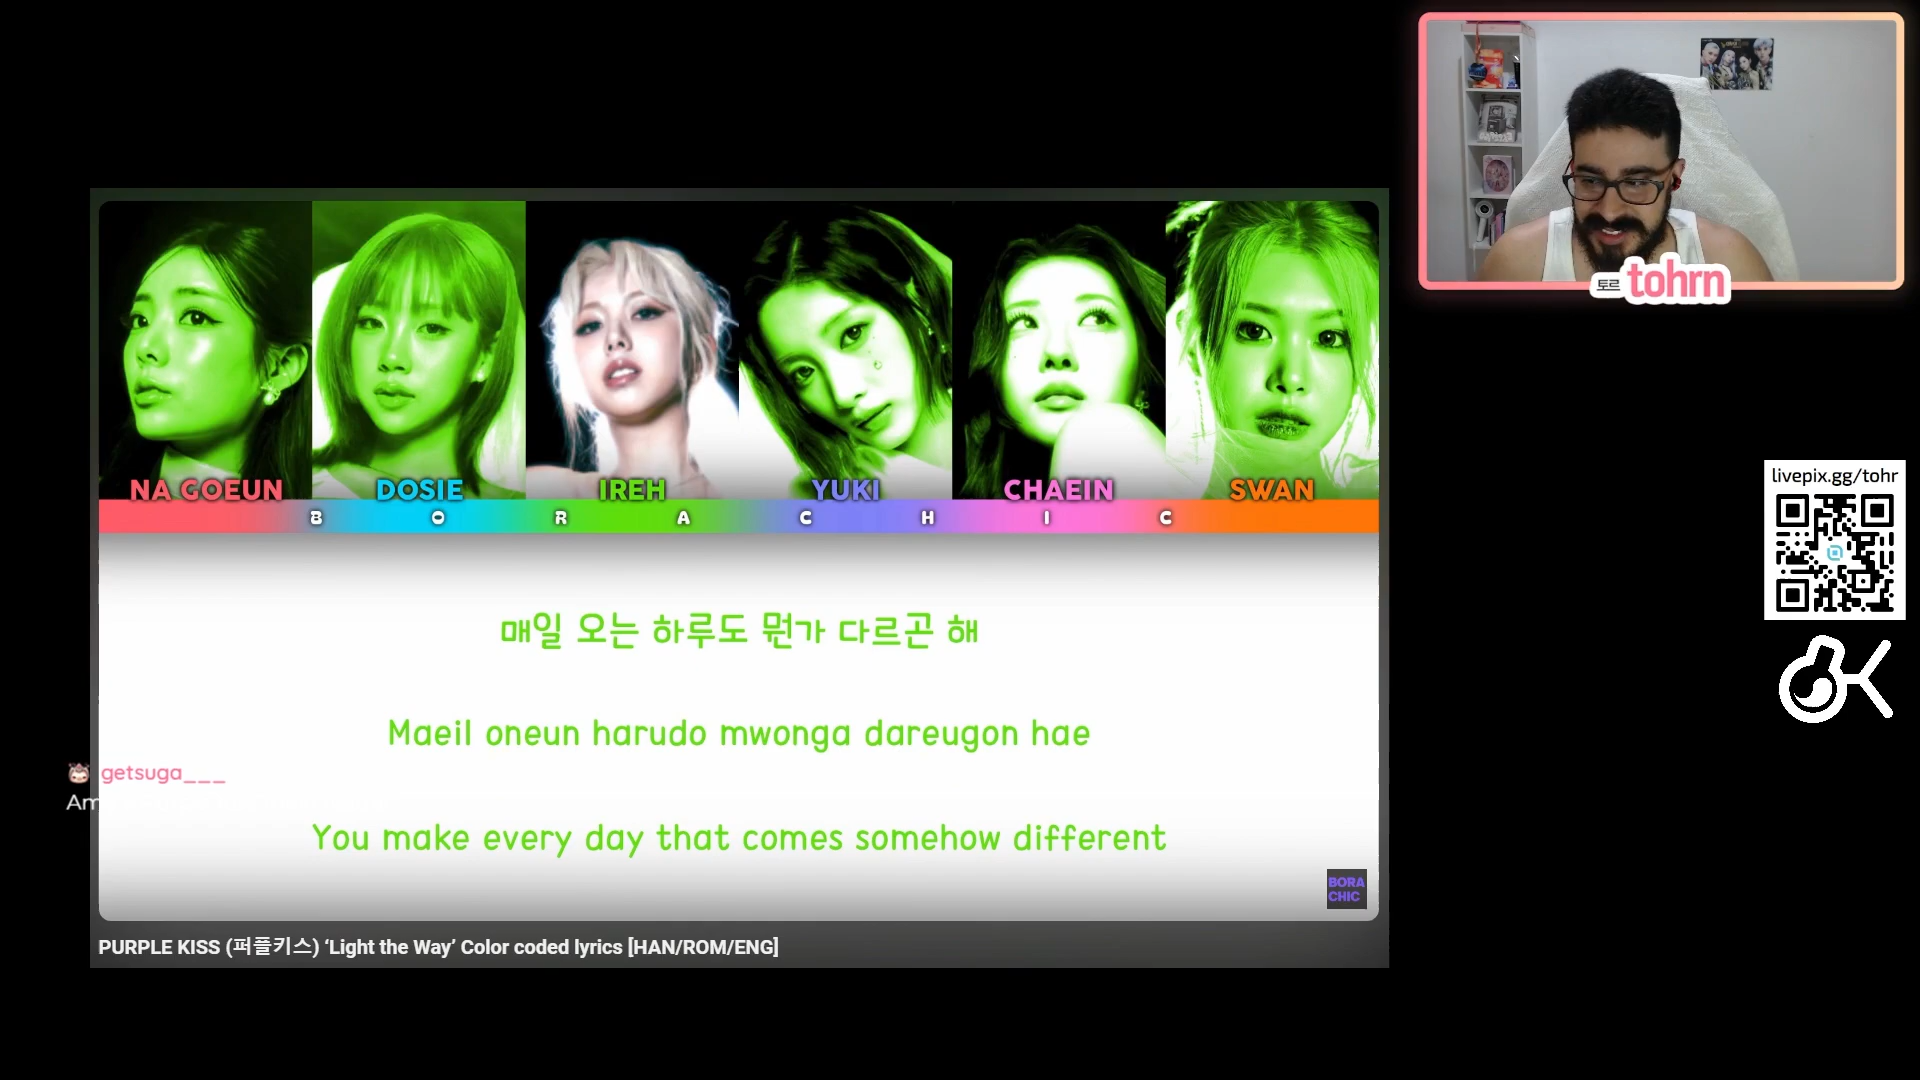 NA GOEUN
DOSIE
IREH
YUKI
CHAEIN
SWAN
B O R A C H I C
매일 오는 하루도 뭔가 다르곤 해
Maeil oneun harudo mwonga dareugon hae
You make every day that comes somehow different
BORA
CHIC
PURPLE KISS (퍼플키스) ‘Light the Way’ Color coded lyrics [HAN/ROM/ENG]
getsuga___
토르 tohrn
livepix.gg/tohr